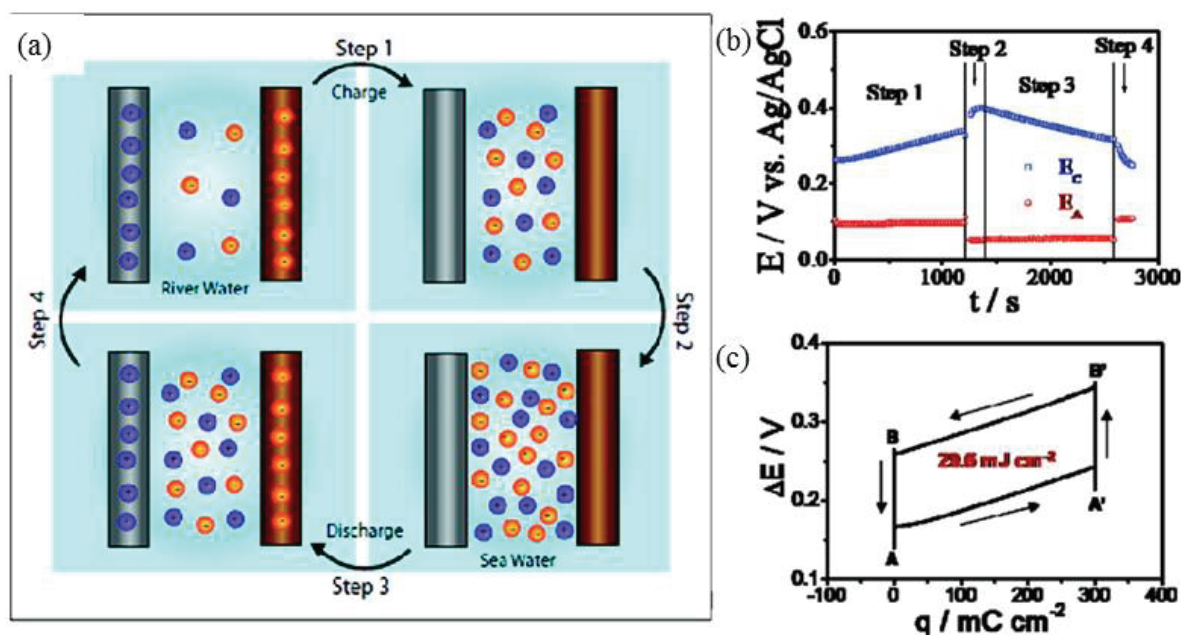 (a)
Step 1
Charge
River Water
Step 4
Step 2
Discharge
Sea Water
Step 3
(b)
0.6
0.4
0.2
0.0
E / V vs. Ag/AgCl
Step 2
Step 4
Step 1
Step 3
E_C
E_A
0
1000
2000
3000
t / s
(c)
0.4
0.3
0.2
0.1
ΔE / V
B'
B
29.6 mJ cm⁻²
A'
A
-100
0
100
200
300
400
q / mC cm⁻²